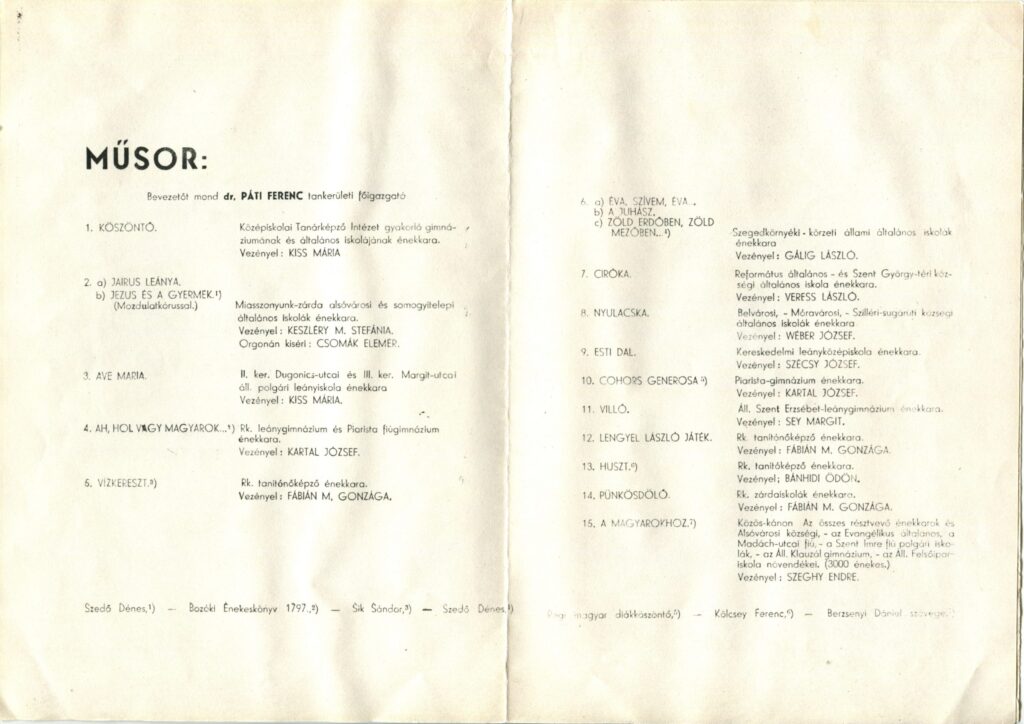 MŰSOR:
Bevezetőt mond dr. PÁTI FERENC tankerületi főigazgató
1. KÖSZÖNTŐ. Középiskolai Tanárképző Intézet gyakorló gimná-
ziumának és általános iskolájának énekkara.
Vezényel: KISS MÁRIA
2. a) JAIRUS LEÁNYA.
b) JEZUS ÉS A GYERMEK.¹)
(Mozdulatkórussal.) Miasszonyunk-zárda alsóvárosi és somogyitelepi
általános iskolák énekkara.
Vezényel: KESZLÉRY M. STEFÁNIA.
Orgonán kíséri: CSOMÁK ELEMÉR.
3. AVE MARIA. II. ker. Dugonics-utcai és III. ker. Margit-utcai
áll. polgári leányiskola énekkara
Vezényel: KISS MÁRIA.
4. AH, HOL VAGY MAGYAROK... Rk. leánygimnázium és Piarista fiúgimnázium
énekkara.
Vezényel: KARTAL JÓZSEF.
5. VÍZKERESZT.³) Rk. tanítónőképző énekkara.
Vezényel: FÁBIÁN M. GONZÁGA.
Szedő Dénes,¹) — Bozóki Énekeskönyv 1797.,²) — Sik Sándor,³) — Szedő Denes,⁴)
6. a) ÉVA, SZÍVEM, ÉVA...
b) A JUHÁSZ.
c) ZÖLD ERDŐBEN, ZÖLD
MEZŐBEN...⁴) Szegedkörnyéki - körzeti állami általános iskolák
énekkara
Vezényel: GÁLIG LÁSZLÓ.
7. CIRÓKA. Református általános - és Szent György-téri köz-
ségi általános iskola énekkara.
Vezényel: VERESS LÁSZLÓ.
8. NYULACSKA. Belvárosi, - Móravárosi, - Szilléri-sugárúti községi
általános iskolák énekkara
Vezényel: WÉBER JÓZSEF.
9. ESTI DAL. Kereskedelmi leányközépiskola énekkara.
Vezényel: SZÉCSY JÓZSEF.
10. COHORS GENEROSA ⁵) Piarista-gimnázium énekkara.
Vezényel: KARTAL JÓZSEF.
11. VILLŐ. Áll. Szent Erzsébet-leánygimnázium énekkara.
Vezényel: SEY MARGIT.
12. LENGYEL LÁSZLÓ JÁTÉK. Rk. tanítónőképző énekkara.
Vezényel: FÁBIÁN M. GONZÁGA.
13. HUSZT.⁶) Rk. tanítóképző énekkara.
Vezényel; BÁNHIDI ÖDÖN.
14. PÜNKÖSDÖLŐ. Rk. zárdaiskolák énekkara.
Vezényel: FÁBIÁN M. GONZÁGA.
15. A MAGYAROKHOZ.⁷) Közös-kánon Az összes résztvevő énekkarok és
Alsóvárosi községi, - az Evangélikus általános, a
Madách-utcai fiú, - a Szent Imre fiú polgári isko-
lák, - az Áll. Klauzál gimnázium, - az Áll. Felsőipar-
iskola növendékei. (3000 énekes.)
Vezényel: SZEGHY ENDRE.
magyar diákköszöntő,⁵) — Kölcsey Ferenc,⁶) — Berzsenyi Dániel szövege.⁷)